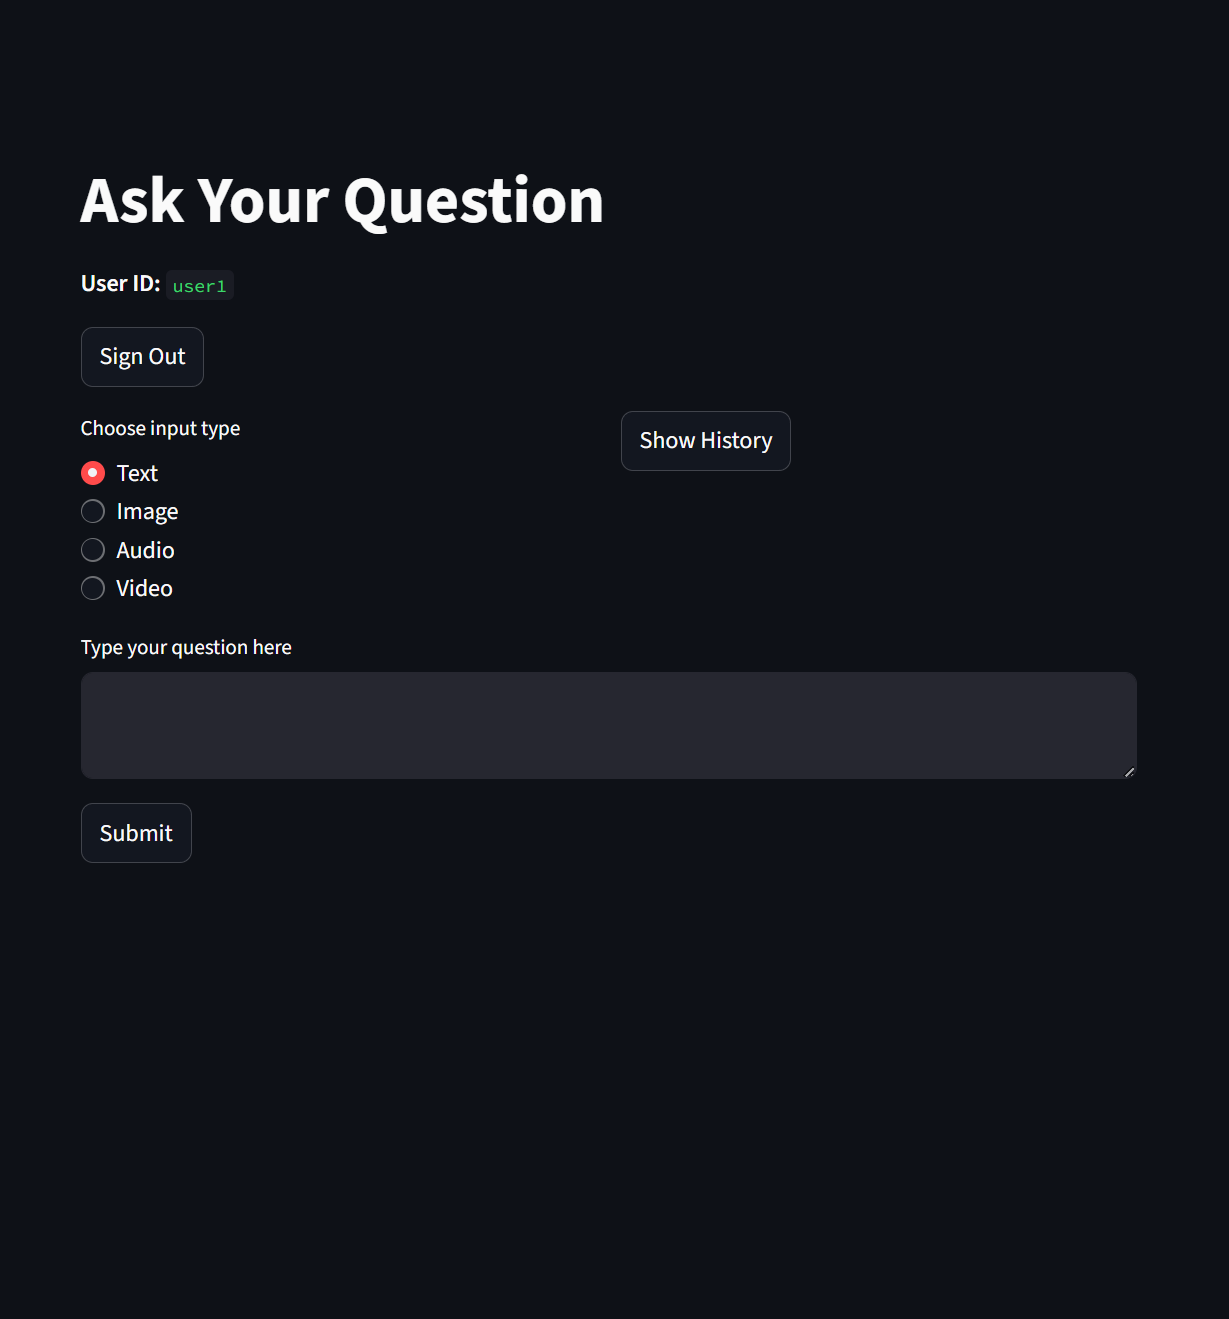 Ask Your Question
User ID: user1
Sign Out
Choose input type
Show History
Text
Image
Audio
Video
Type your question here
Submit